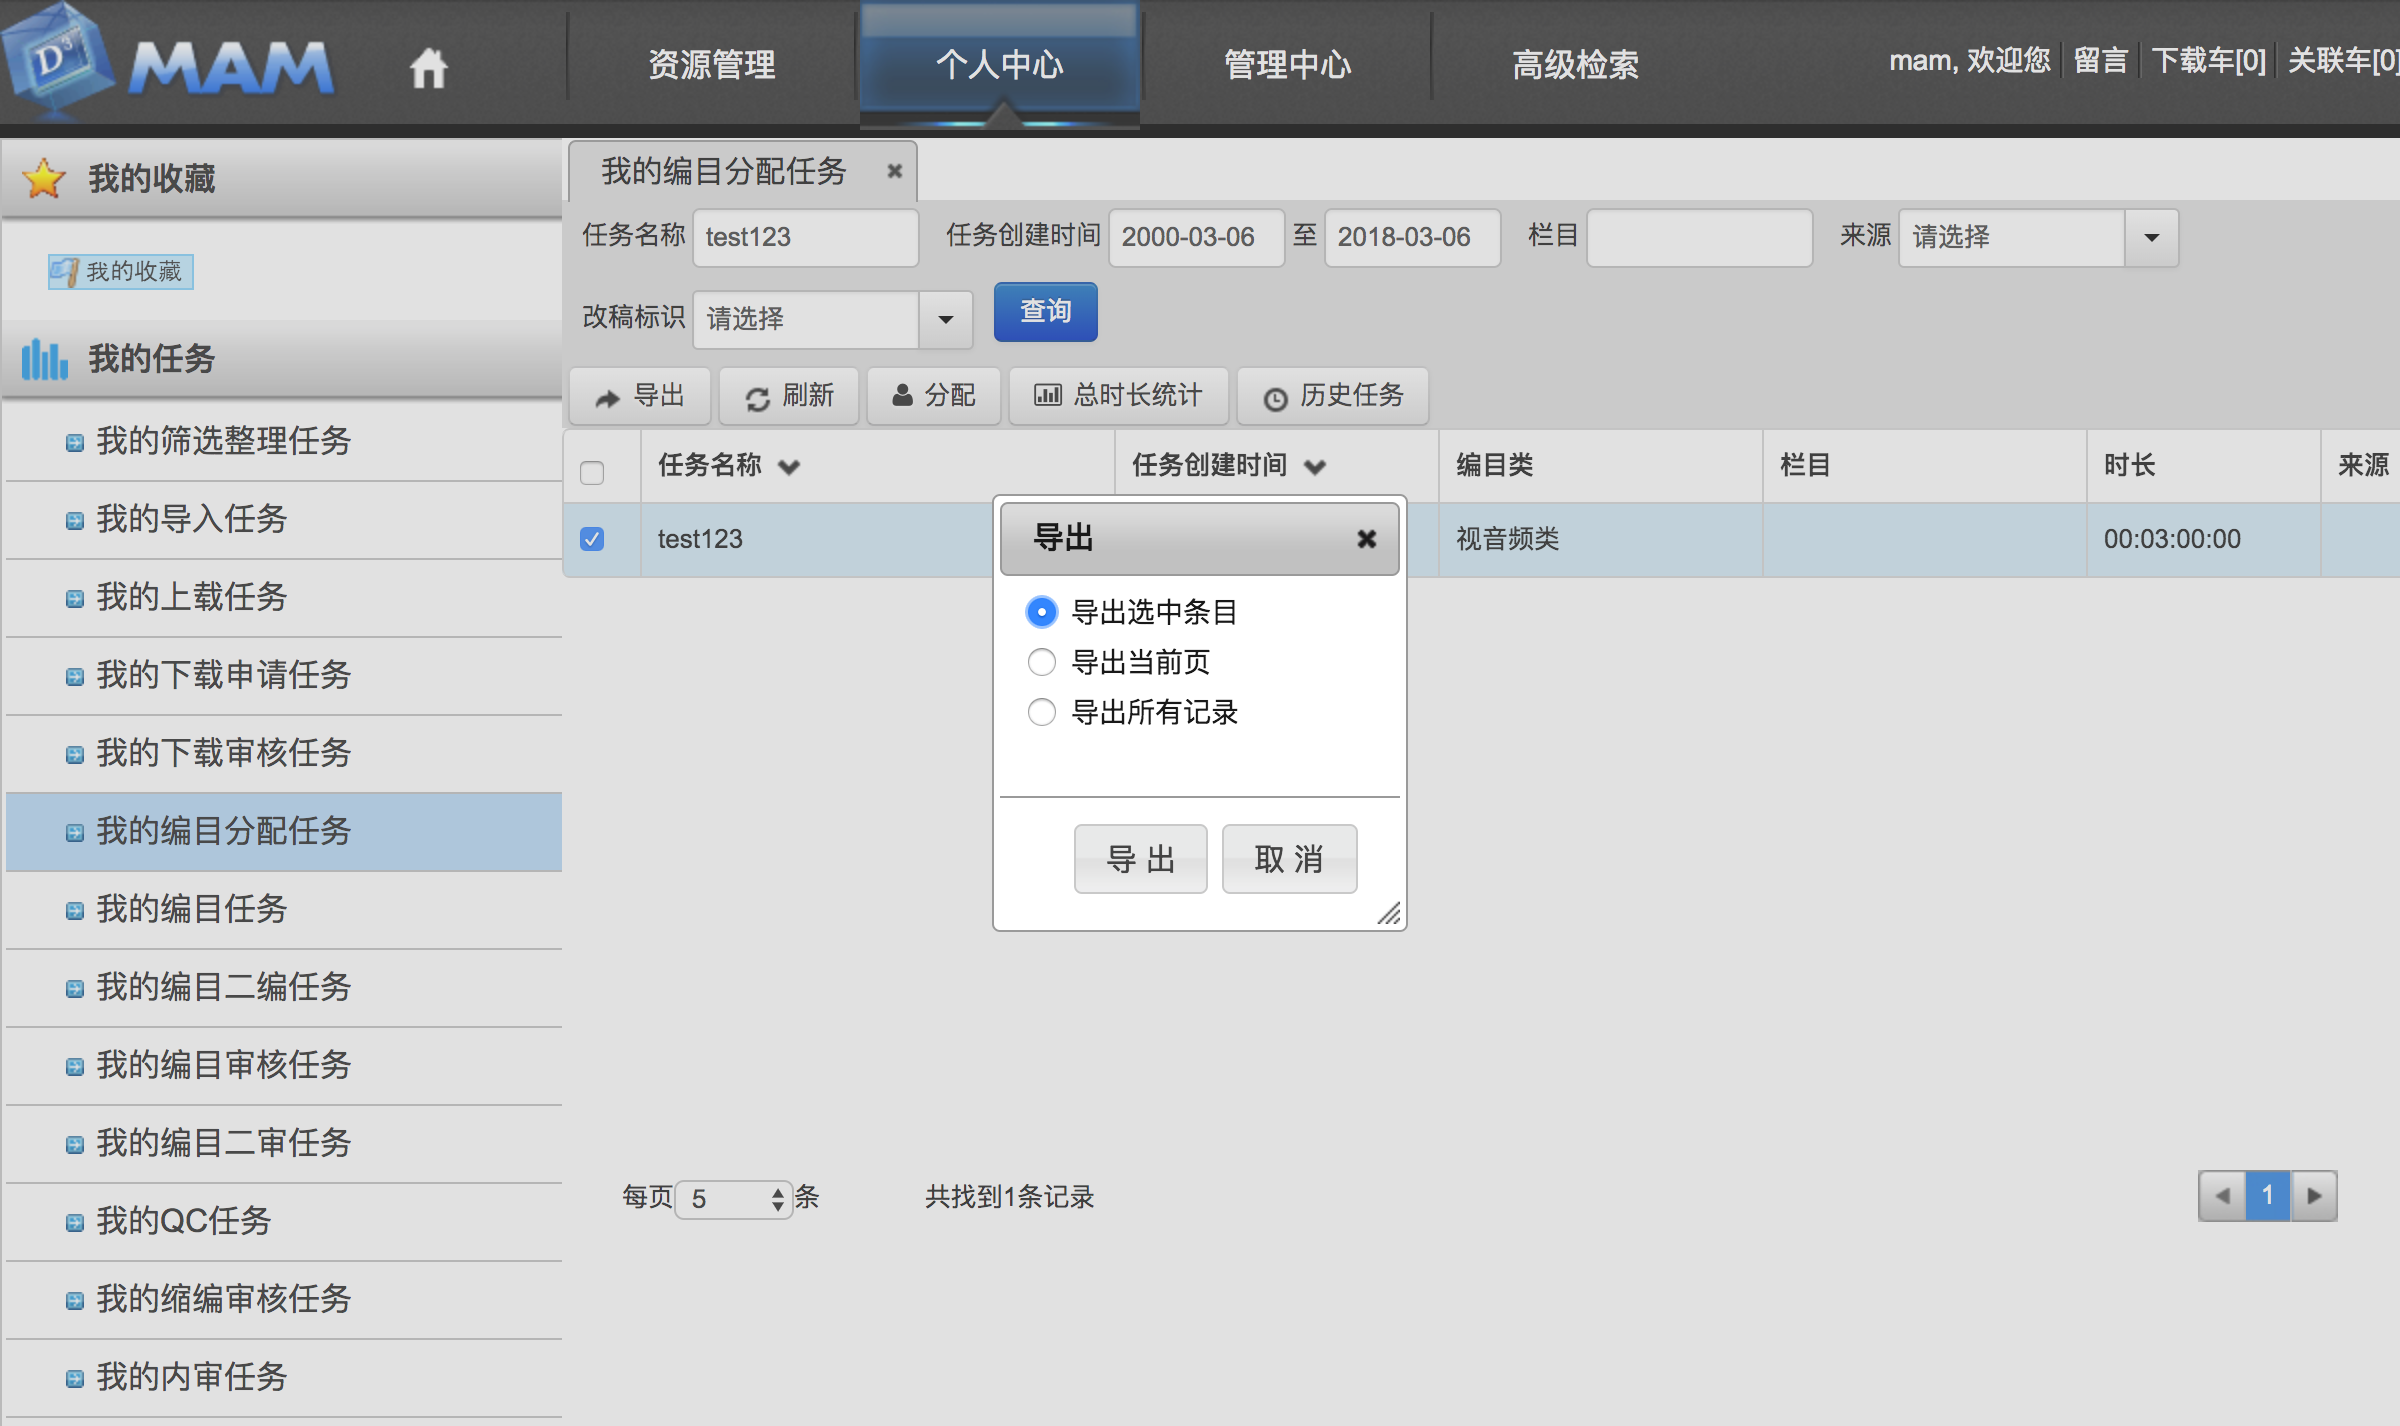 D3 MAM
资源管理
个人中心
管理中心
高级检索
mam, 欢迎您 留言 下载车[0] 关联车[0]
我的收藏
我的收藏
我的任务
我的筛选整理任务
我的导入任务
我的上载任务
我的下载申请任务
我的下载审核任务
我的编目分配任务
我的编目任务
我的编目二编任务
我的编目审核任务
我的编目二审任务
我的QC任务
我的缩编审核任务
我的内审任务
我的编目分配任务
任务名称 test123 任务创建时间 2000-03-06 至 2018-03-06 栏目 来源 请选择
改稿标识 请选择 查询
导出 刷新 分配 总时长统计 历史任务
任务名称 任务创建时间 编目类 栏目 时长 来源
test123 视音频类 00:03:00:00
导出
导出选中条目
导出当前页
导出所有记录
导 出 取 消
每页 5 条 共找到1条记录 1